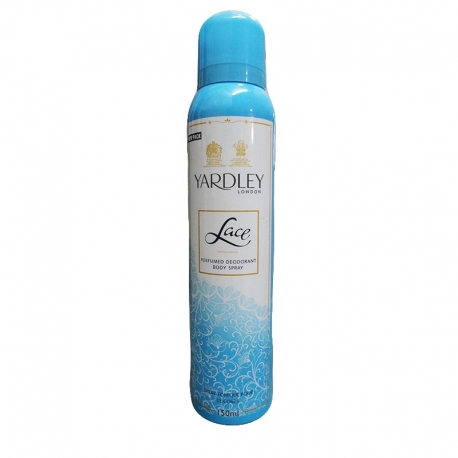 YARDLEY
LONDON
Lace
PERFUMED DEODORANT
BODY SPRAY
150ml